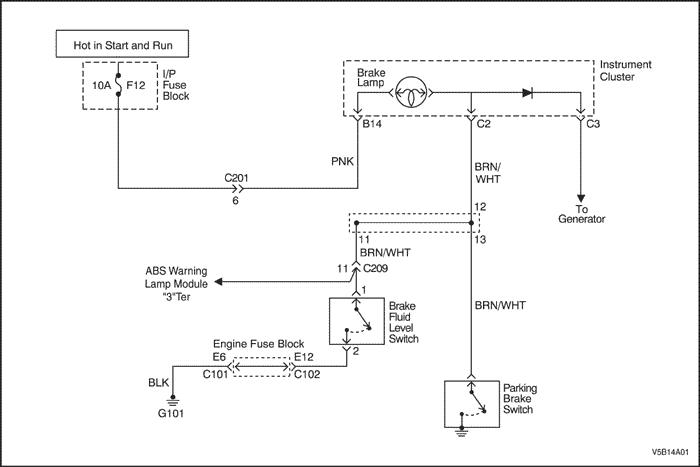 Hot in Start and Run
10A F12
I/P
Fuse
Block
Brake
Lamp
Instrument
Cluster
B14
C2
C3
PNK
BRN/
WHT
C201
6
To
Generator
12
11
13
BRN/WHT
11
C209
ABS Warning
Lamp Module
"3"Ter
1
BRN/WHT
Brake
Fluid
Level
Switch
2
Engine Fuse Block
E6
E12
C101
C102
BLK
G101
Parking
Brake
Switch
V5B14A01